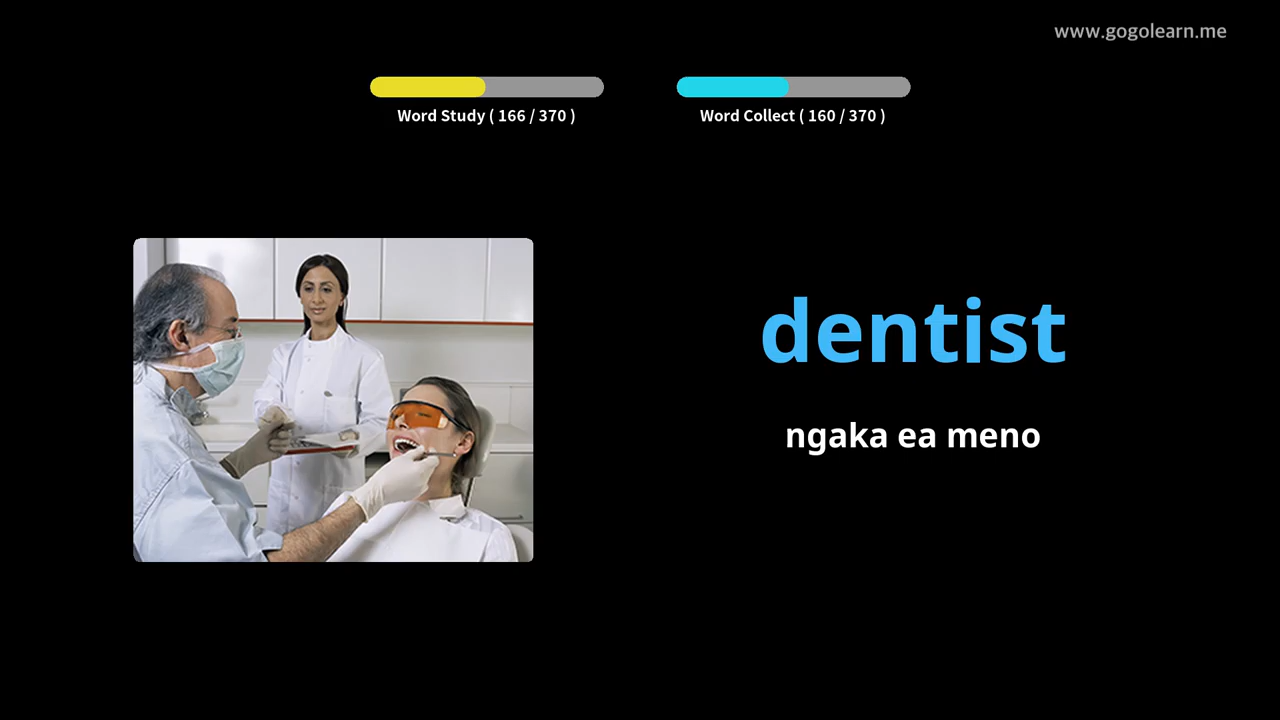 www.gogolearn.me
Word Study ( 166 / 370 )
Word Collect ( 160 / 370 )
dentist
ngaka ea meno